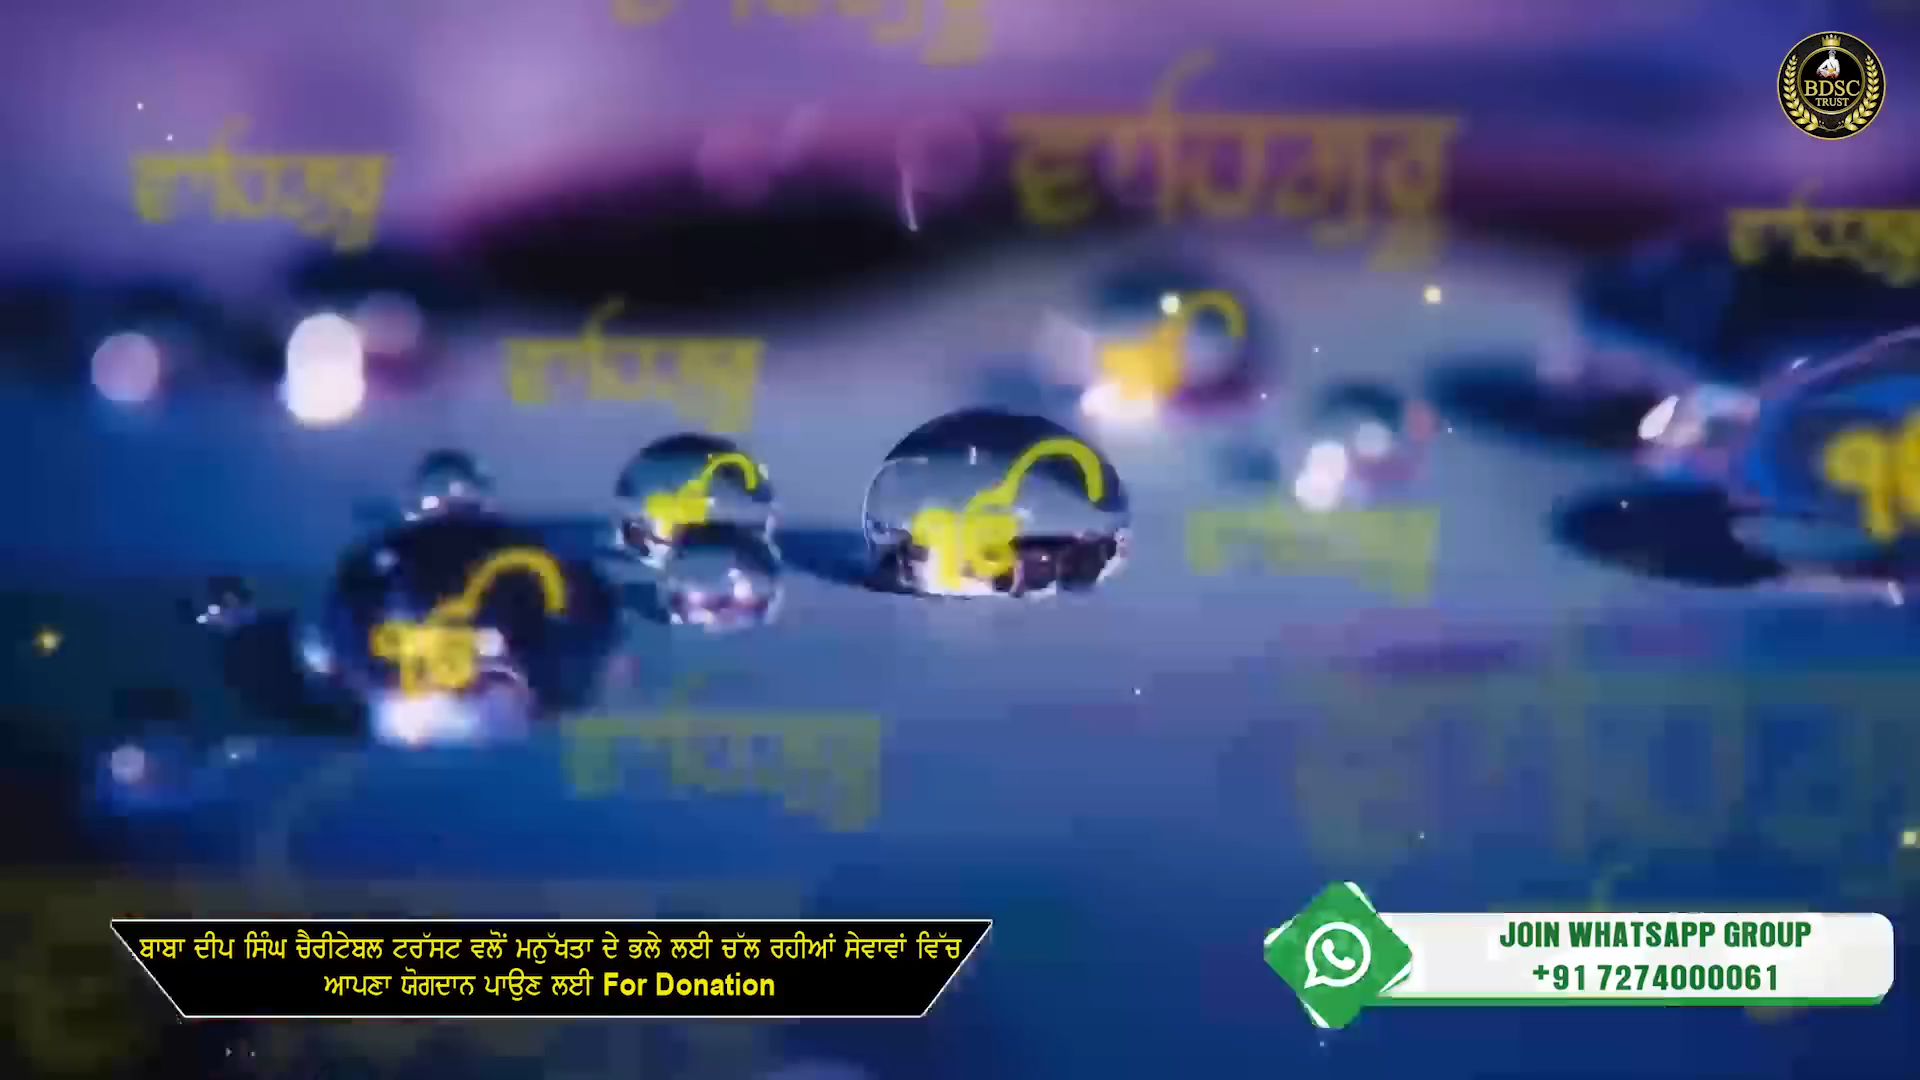 BDSC
TRUST
ਵਾਹਿਗੁਰੂ
ਵਾਹਿਗੁਰੂ
ਵਾਹਿਗੁਰੂ
ਵਾਹਿਗੁਰੂ
ੴ
ੴ
ੴ
ੴ
ਵਾਹਿਗੁਰੂ
ਵਾਹਿਗੁਰੂ
ਬਾਬਾ ਦੀਪ ਸਿੰਘ ਚੈਰੀਟੇਬਲ ਟਰੱਸਟ ਵਲੋਂ ਮਨੁੱਖਤਾ ਦੇ ਭਲੇ ਲਈ ਚੱਲ ਰਹੀਆਂ ਸੇਵਾਵਾਂ ਵਿੱਚ
ਆਪਣਾ ਯੋਗਦਾਨ ਪਾਉਣ ਲਈ For Donation
JOIN WHATSAPP GROUP
+91 7274000061